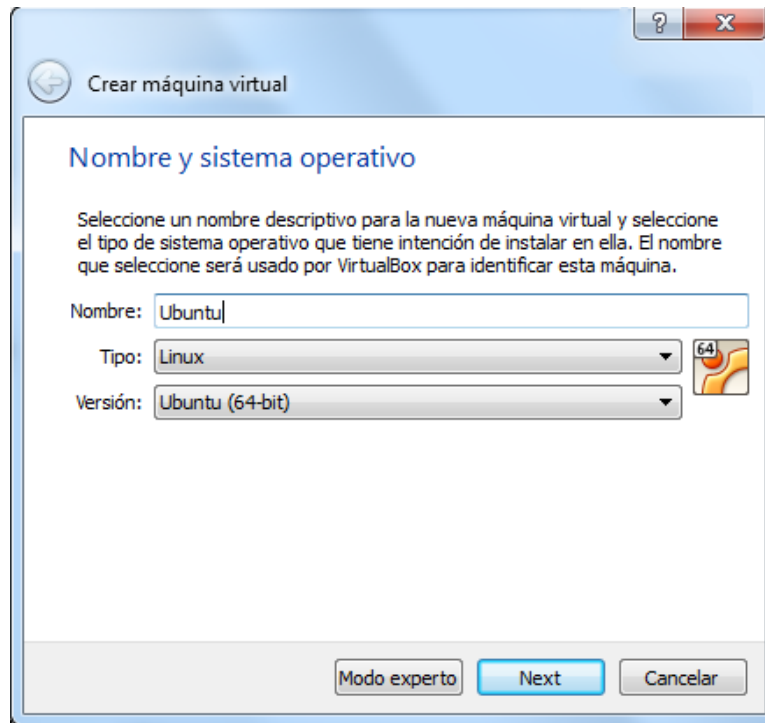 ?
X
Crear máquina virtual
Nombre y sistema operativo
Seleccione un nombre descriptivo para la nueva máquina virtual y seleccione
el tipo de sistema operativo que tiene intención de instalar en ella. El nombre
que seleccione será usado por VirtualBox para identificar esta máquina.
Nombre: Ubuntu
Tipo: Linux
64
Versión: Ubuntu (64-bit)
Modo experto Next Cancelar